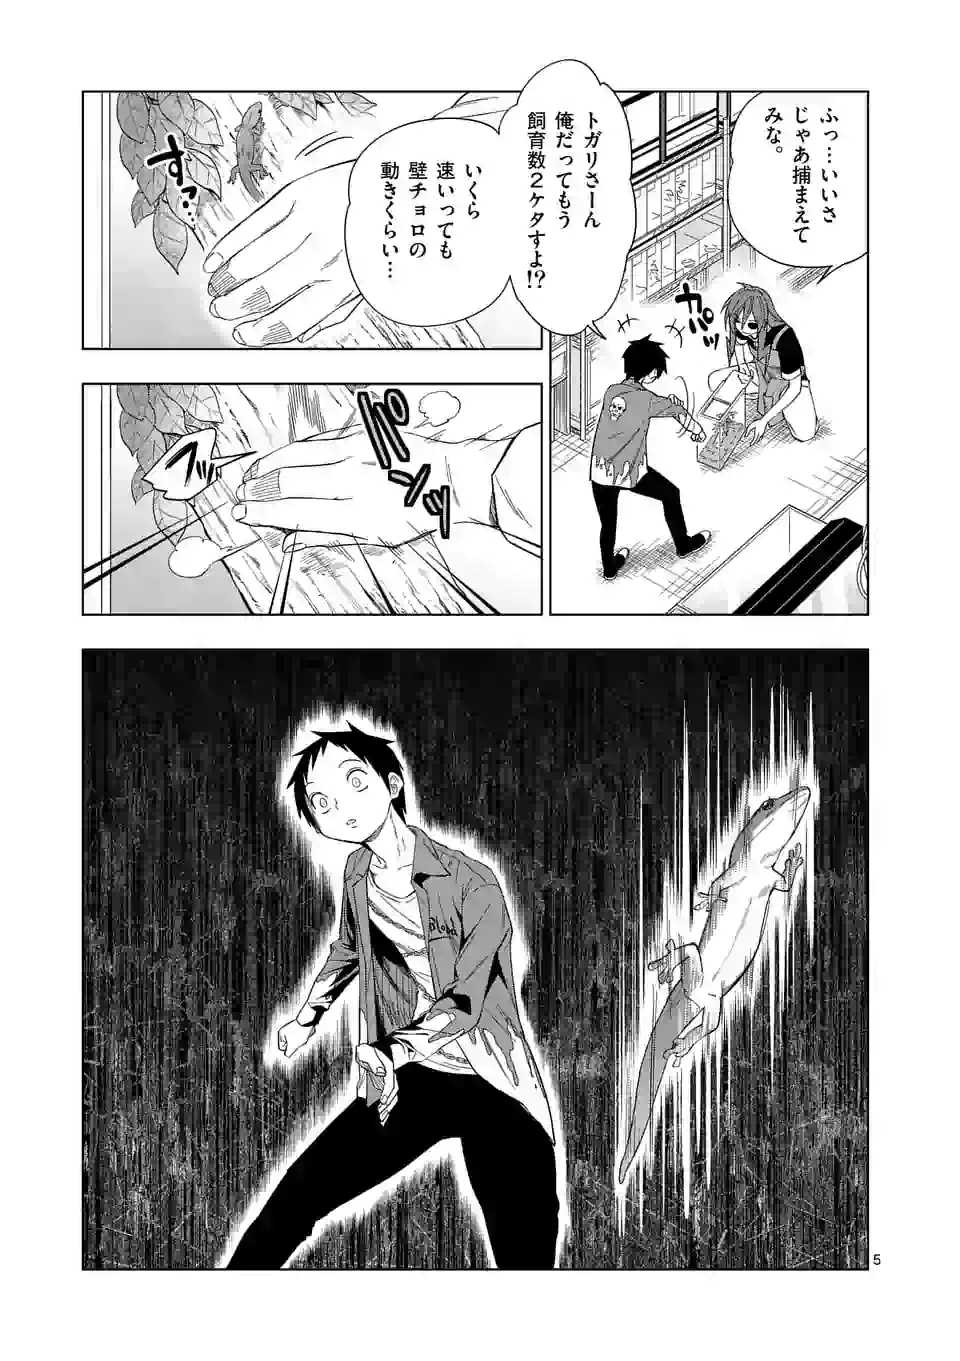 ふっ…いいさ
じゃあ捕まえて
みな。
カパッ
トガリさーん
俺だってもう
飼育数2ケタすよ!?
いくら
速いっても
壁チョロの
動きくらい…
すっ…
パ
ッ
Blood
5